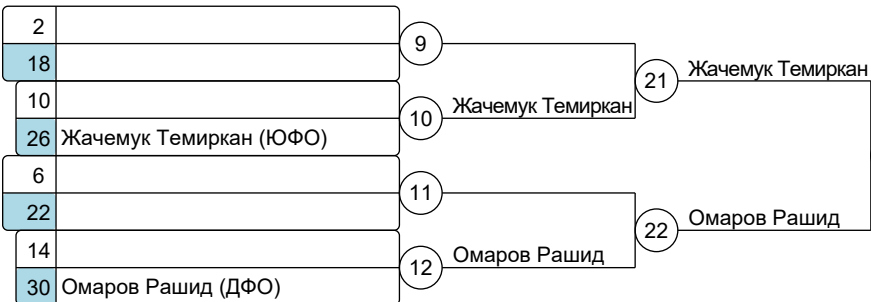 2
9
18
21 Жачемук Темиркан
10
10 Жачемук Темиркан
26 Жачемук Темиркан (ЮФО)
6
11
22
22 Омаров Рашид
14
12 Омаров Рашид
30 Омаров Рашид (ДФО)